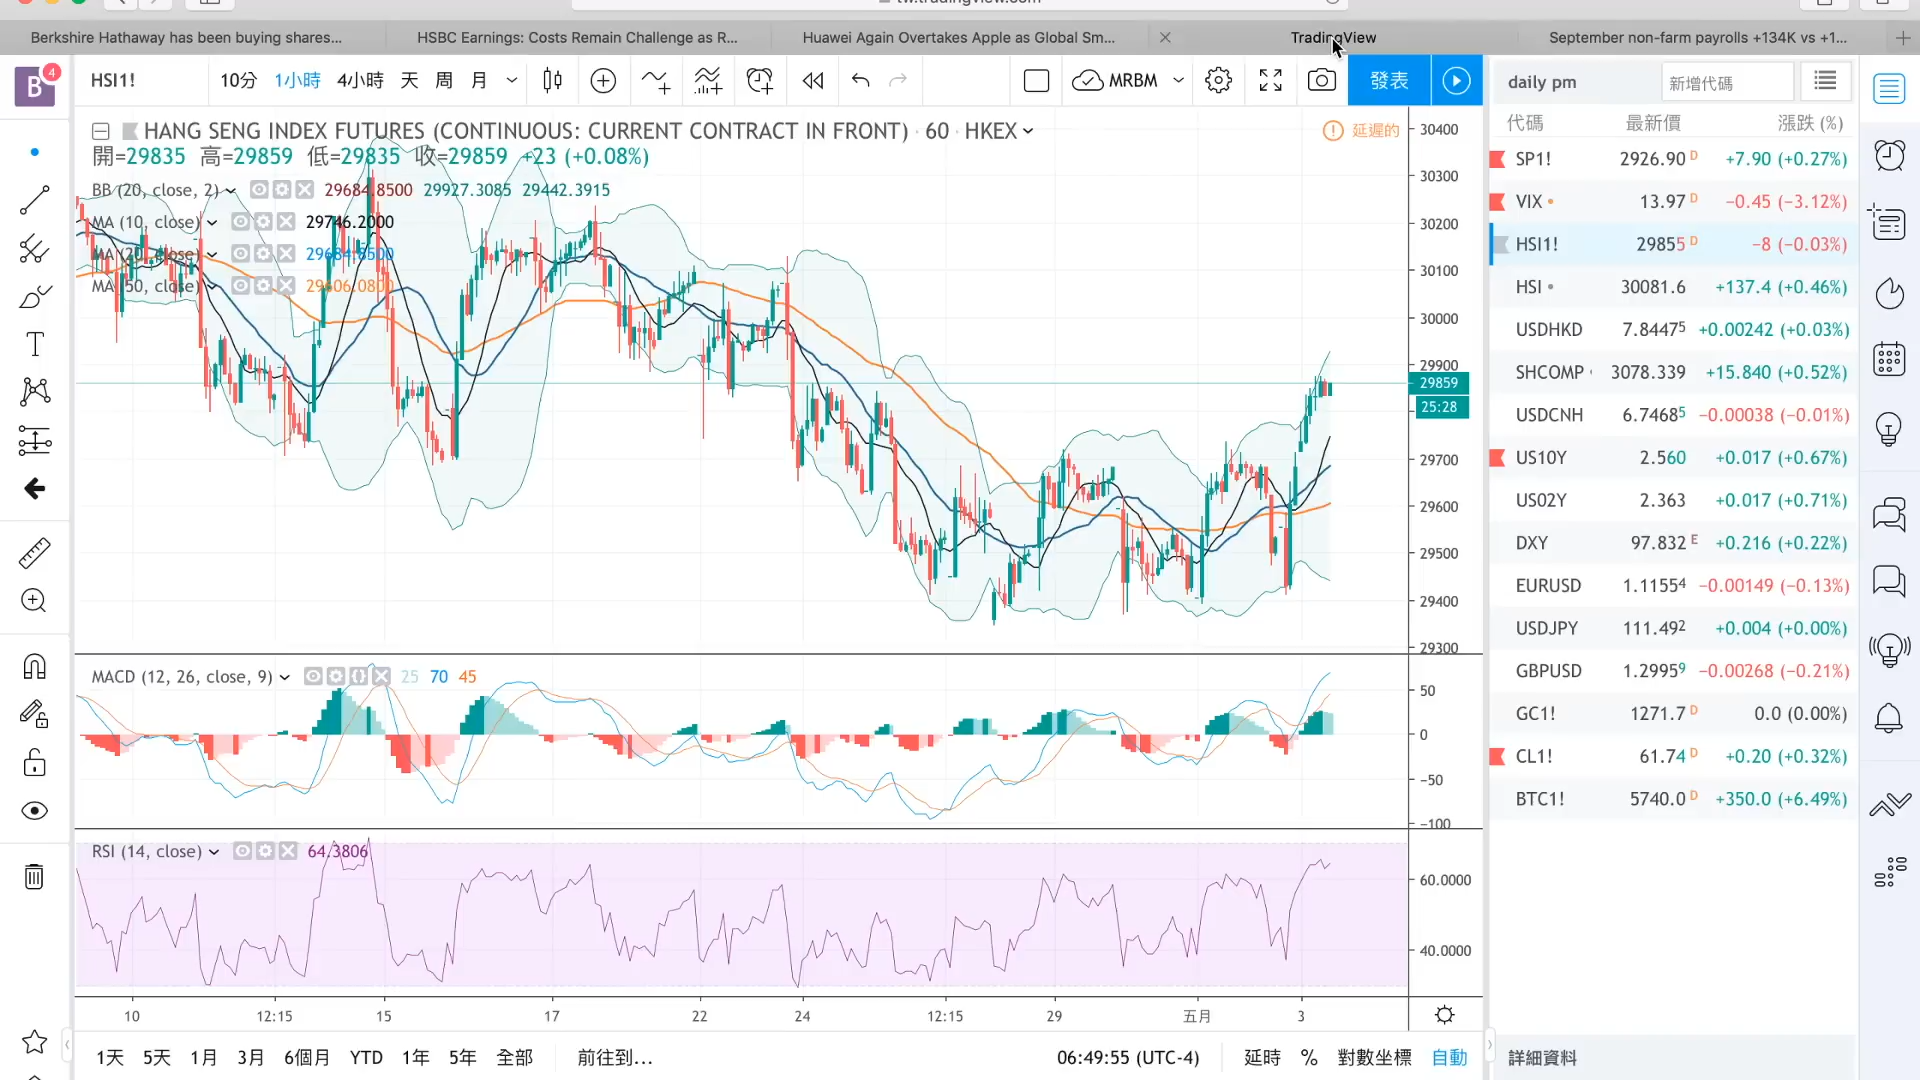 Berkshire Hathaway has been buying shares...
HSBC Earnings: Costs Remain Challenge as R...
Huawei Again Overtakes Apple as Global Sm...
TradingView
September non-farm payrolls +134K vs +1...
B 4
HSI1!
10分 1小時 4小時 天 周 月
MRBM
發表
daily pm
新增代碼
HANG SENG INDEX FUTURES (CONTINUOUS: CURRENT CONTRACT IN FRONT) · 60 · HKEX
延遲的
開=29835 高=29859 低=29835 收=29859 +23 (+0.08%)
BB (20, close, 2) 29684.8500 29927.3085 29442.3915
MA (10, close) 29746.2000
MA (20, close) 29684.8500
MA (50, close) 29606.0800
30400
30300
30200
30100
30000
29900
29859
25:28
29700
29600
29500
29400
29300
MACD (12, 26, close, 9) 25 70 45
50
0
−50
−100
RSI (14, close) 64.3806
60.0000
40.0000
10 12:15 15 17 22 24 12:15 29 五月 3
1天 5天 1月 3月 6個月 YTD 1年 5年 全部 前往到...
06:49:55 (UTC-4) 延時 % 對數坐標 自動
代碼 最新價 漲跌 (%)
SP1! 2926.90 D +7.90 (+0.27%)
VIX 13.97 D −0.45 (−3.12%)
HSI1! 29855 D −8 (−0.03%)
HSI 30081.6 +137.4 (+0.46%)
USDHKD 7.84475 +0.00242 (+0.03%)
SHCOMP 3078.339 +15.840 (+0.52%)
USDCNH 6.74685 −0.00038 (−0.01%)
US10Y 2.560 +0.017 (+0.67%)
US02Y 2.363 +0.017 (+0.71%)
DXY 97.832 E +0.216 (+0.22%)
EURUSD 1.11554 −0.00149 (−0.13%)
USDJPY 111.492 +0.004 (+0.00%)
GBPUSD 1.29959 −0.00268 (−0.21%)
GC1! 1271.7 D 0.0 (0.00%)
CL1! 61.74 D +0.20 (+0.32%)
BTC1! 5740.0 D +350.0 (+6.49%)
詳細資料